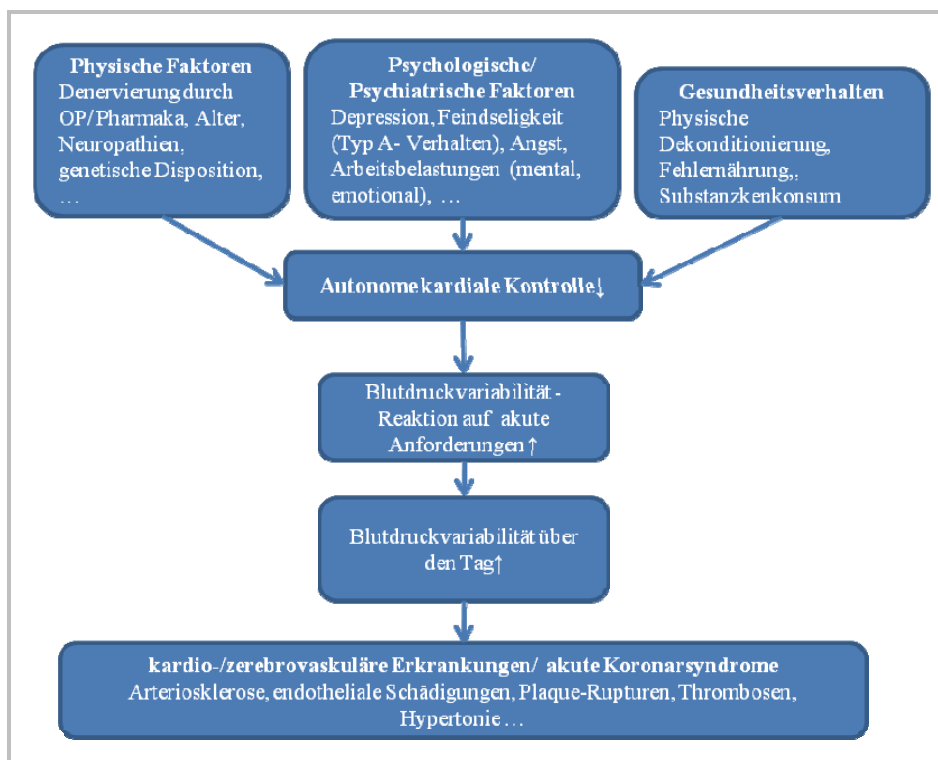 Physische Faktoren
Denervierung durch
OP/Pharmaka, Alter,
Neuropathien,
genetische Disposition,
…
Psychologische/
Psychiatrische Faktoren
Depression, Feindseligkeit
(Typ A- Verhalten), Angst,
Arbeitsbelastungen (mental,
emotional), …
Gesundheitsverhalten
Physische
Dekonditionierung,
Fehlernährung,,
Substanzkenkonsum
Autonome kardiale Kontrolle↓
Blutdruckvariabilität -
Reaktion auf akute
Anforderungen ↑
Blutdruckvariabilität über
den Tag↑
kardio-/zerebrovaskuläre Erkrankungen/ akute Koronarsyndrome
Arteriosklerose, endotheliale Schädigungen, Plaque-Rupturen, Thrombosen,
Hypertonie …